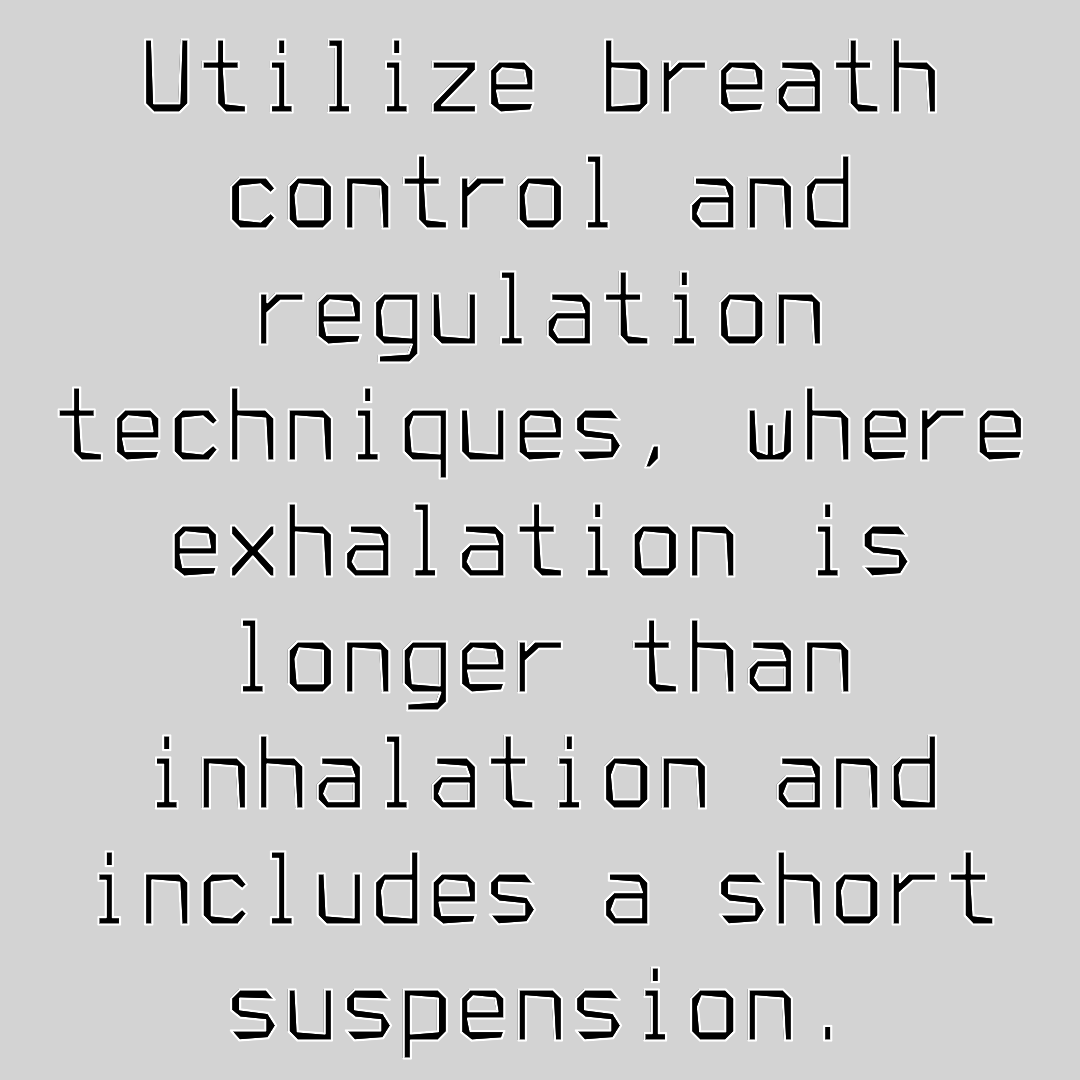 Utilize breath
control and
regulation
techniques, where
exhalation is
longer than
inhalation and
includes a short
suspension.